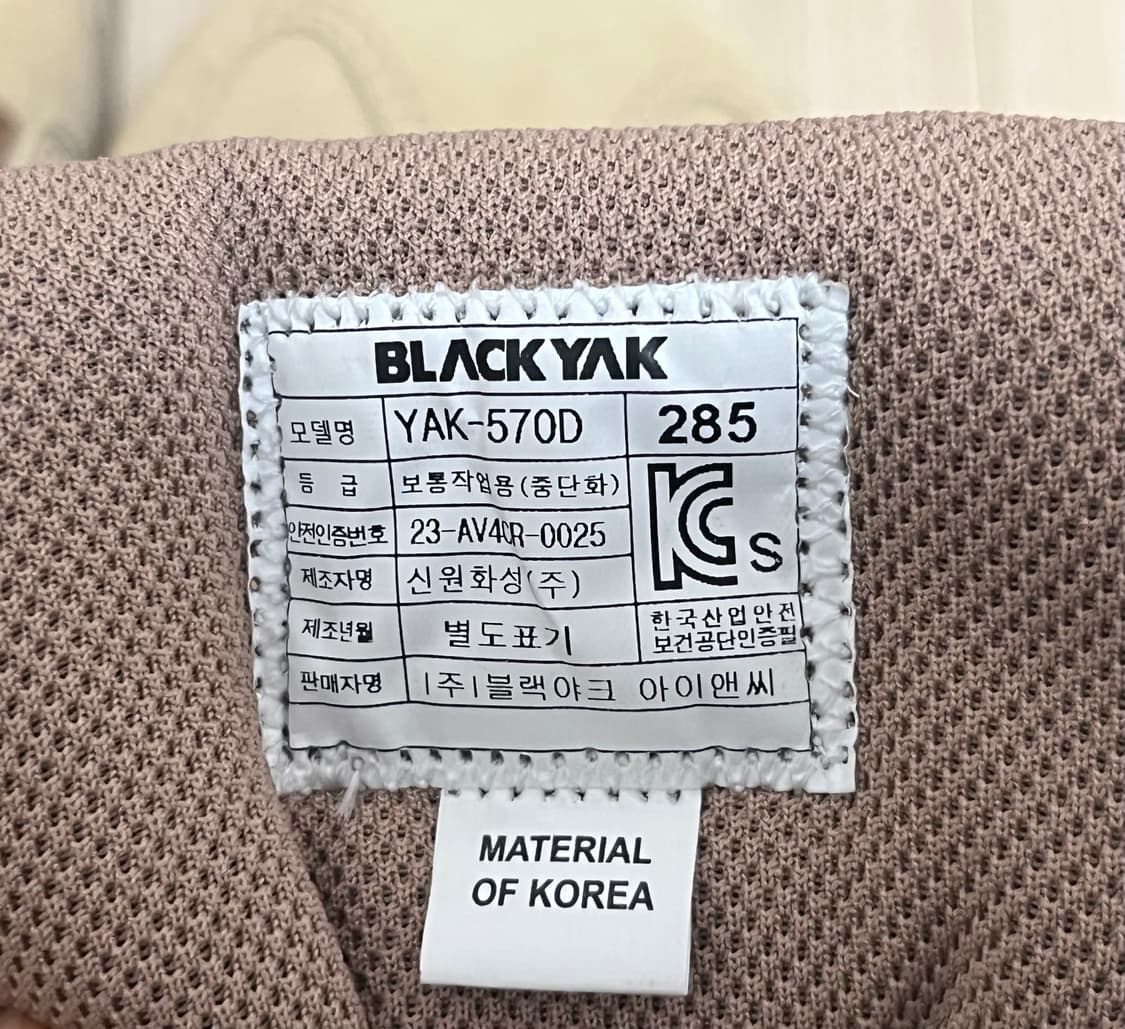 BLACKYAK
모델명 YAK-570D 285
등 급 보통작업용(중단화)
안전인증번호 23-AV4CR-0025
KCs
제조자명 신원화성(주)
제조년월 별도표기
한국산업안전
보건공단인증필
판매자명 (주)블랙야크 아이앤씨
MATERIAL
OF KOREA